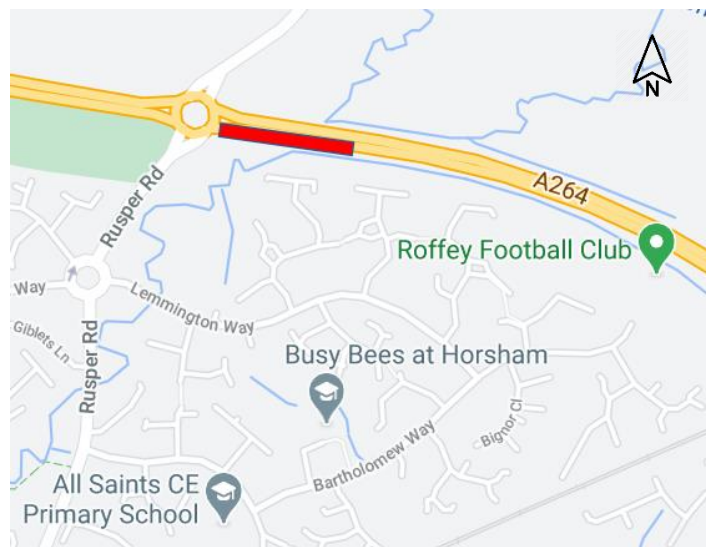 N
Rusper Rd
A264
Roffey Football Club
Way
Lemmington Way
Giblets Ln
Rusper Rd
Busy Bees at Horsham
Bignor Cl
Bartholomew Way
All Saints CE
Primary School